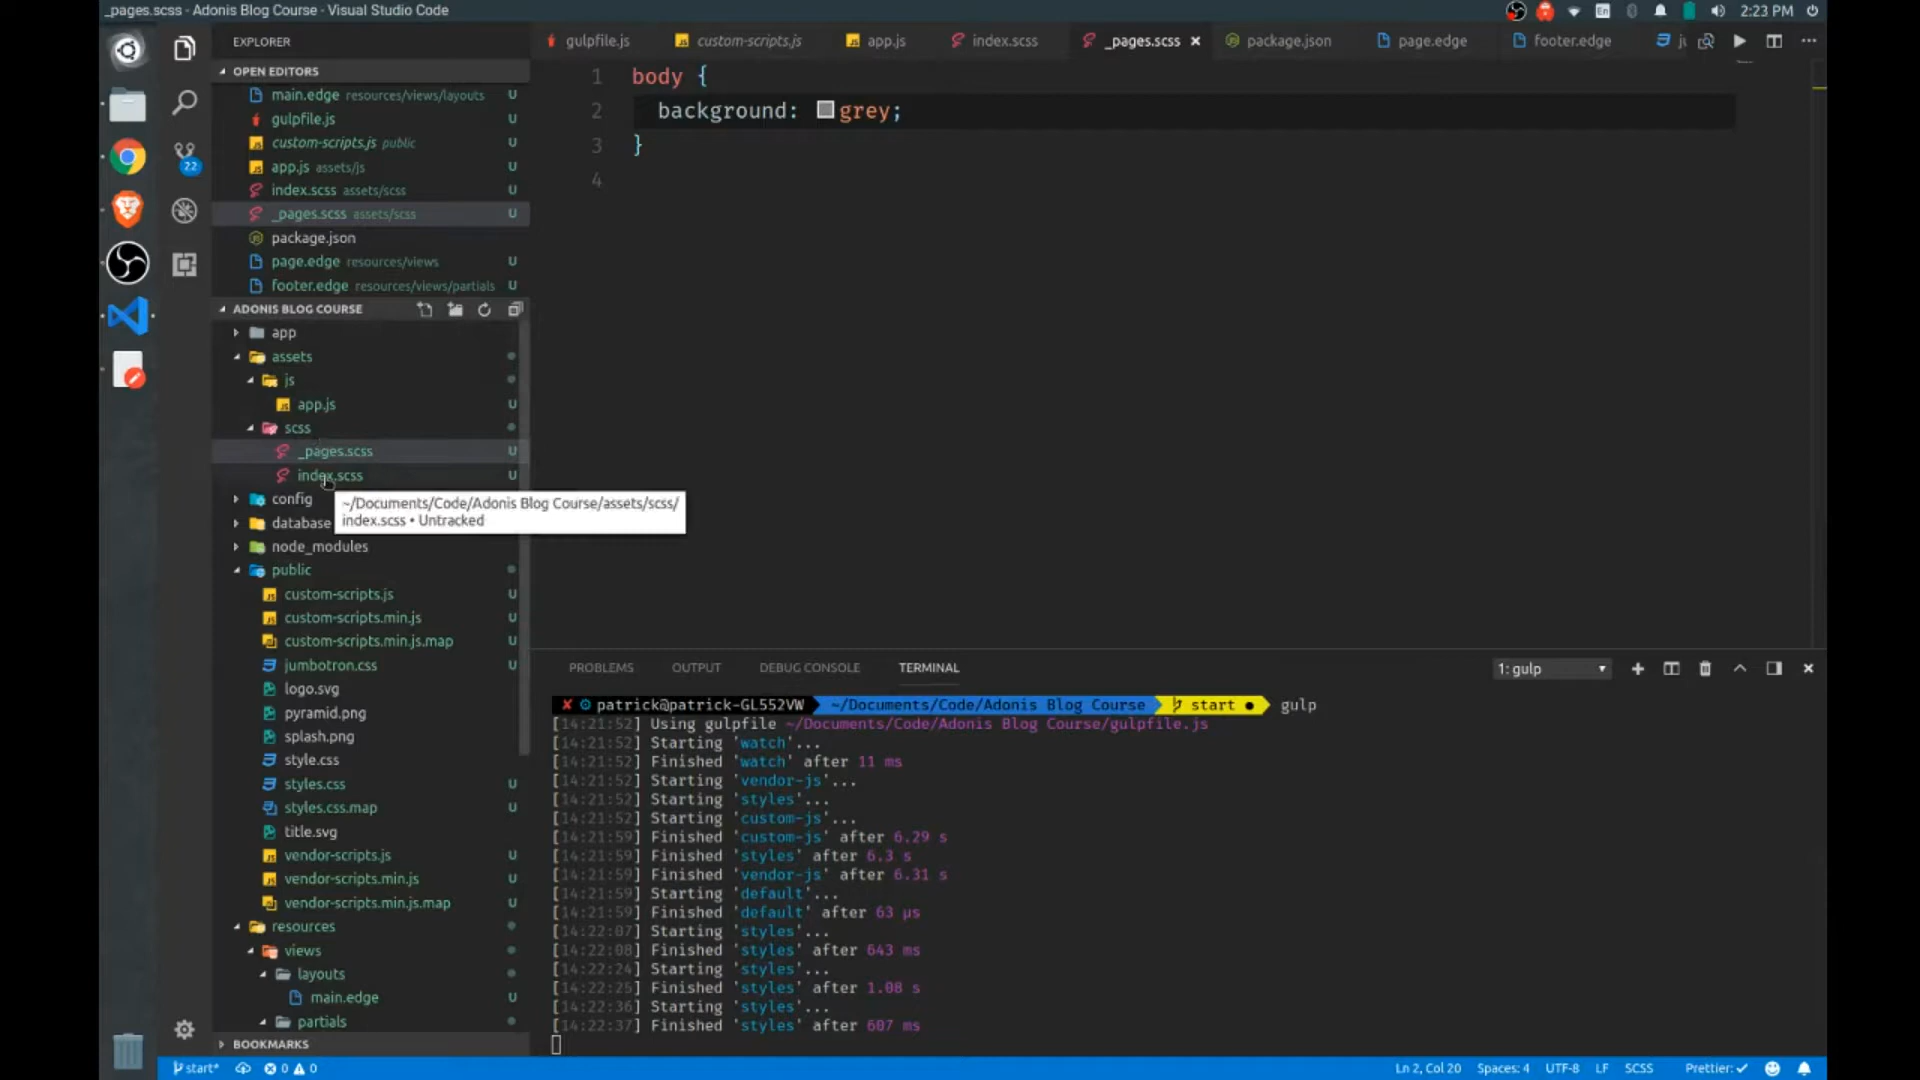 _pages.scss - Adonis Blog Course - Visual Studio Code
En
2:23 PM
EXPLORER
OPEN EDITORS
main.edge resources/views/layouts U
gulpfile.js U
custom-scripts.js public U
app.js assets/js U
index.scss assets/scss U
_pages.scss assets/scss U
package.json
page.edge resources/views U
footer.edge resources/views/partials U
ADONIS BLOG COURSE
app
assets
js
app.js U
scss
_pages.scss U
index.scss U
config
database
node_modules
public
custom-scripts.js U
custom-scripts.min.js U
custom-scripts.min.js.map U
jumbotron.css U
logo.svg
pyramid.png
splash.png
style.css
styles.css U
styles.css.map U
title.svg
vendor-scripts.js U
vendor-scripts.min.js U
vendor-scripts.min.js.map U
resources
views
layouts
main.edge U
partials
BOOKMARKS
22
~/Documents/Code/Adonis Blog Course/assets/scss/
index.scss • Untracked
gulpfile.js custom-scripts.js app.js index.scss _pages.scss package.json page.edge footer.edge
1 body {
2 background: grey;
3 }
4
PROBLEMS OUTPUT DEBUG CONSOLE TERMINAL 1: gulp
patrick@patrick-GL552VW ~/Documents/Code/Adonis Blog Course start ● gulp
[14:21:52] Using gulpfile ~/Documents/Code/Adonis Blog Course/gulpfile.js
[14:21:52] Starting 'watch'...
[14:21:52] Finished 'watch' after 11 ms
[14:21:52] Starting 'vendor-js'...
[14:21:52] Starting 'styles'...
[14:21:52] Starting 'custom-js'...
[14:21:59] Finished 'custom-js' after 6.29 s
[14:21:59] Finished 'styles' after 6.3 s
[14:21:59] Finished 'vendor-js' after 6.31 s
[14:21:59] Starting 'default'...
[14:21:59] Finished 'default' after 63 μs
[14:22:07] Starting 'styles'...
[14:22:08] Finished 'styles' after 643 ms
[14:22:24] Starting 'styles'...
[14:22:25] Finished 'styles' after 1.08 s
[14:22:36] Starting 'styles'...
[14:22:37] Finished 'styles' after 607 ms
start* 0 0 Ln 2, Col 20 Spaces: 4 UTF-8 LF SCSS Prettier: ✓